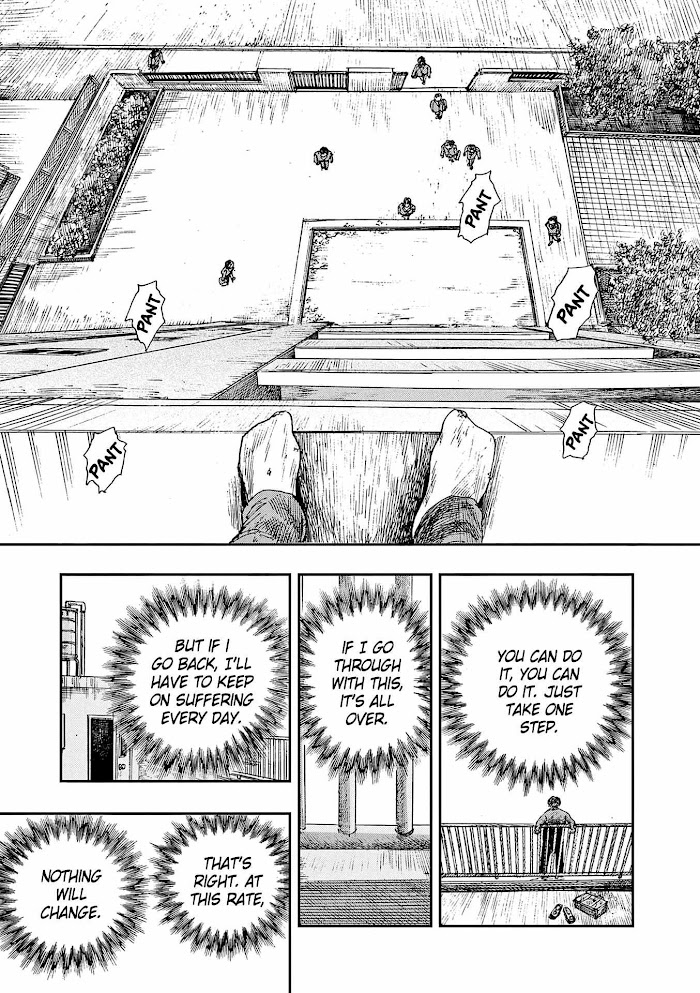 PANT
PANT
PANT
PANT
PANT
YOU CAN DO
IT, YOU CAN
DO IT. JUST
TAKE ONE
STEP.
IF I GO
THROUGH
WITH THIS,
IT'S ALL
OVER.
BUT IF I
GO BACK, I'LL
HAVE TO KEEP
ON SUFFERING
EVERY DAY.
THAT'S
RIGHT. AT
THIS RATE,
NOTHING
WILL
CHANGE.